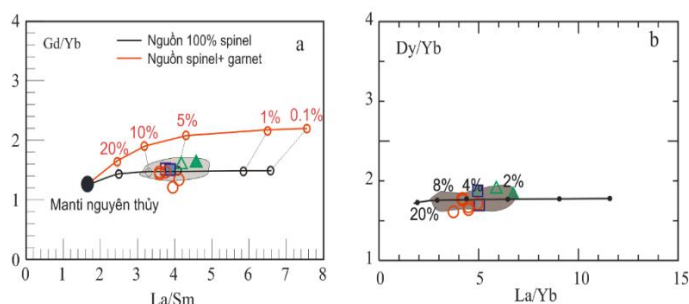 4
Gd/Yb
Nguồn 100% spinel
a
Nguồn spinel+ garnet
3
0.1%
1%
5%
10%
20%
2
1
Manti nguyên thủy
0
0 1 2 3 4 5 6 7 8
La/Sm
4
Dy/Yb
b
3
2
8% 4% 2%
20%
1
0 5 10 15
La/Yb